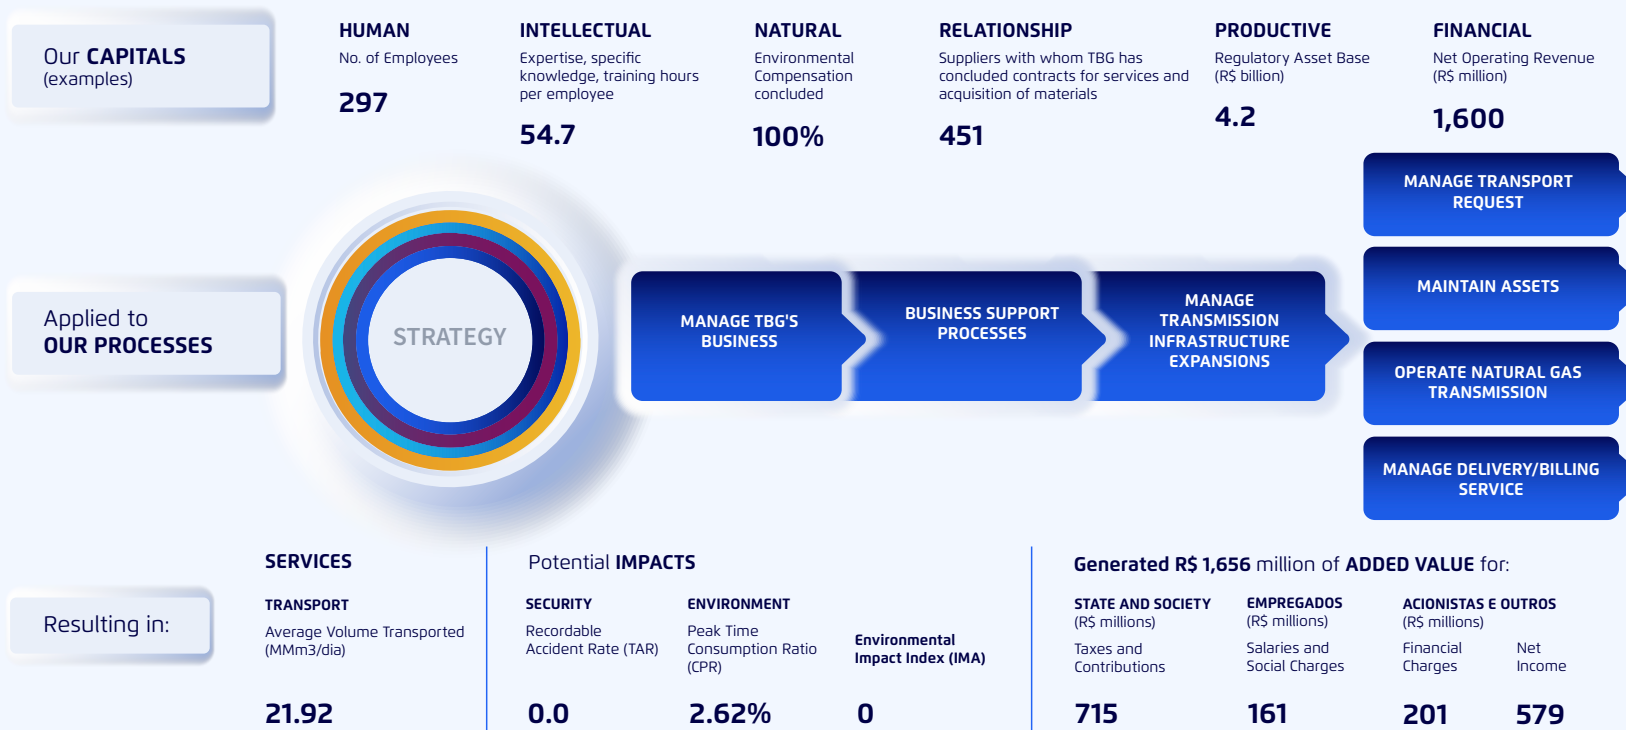 Our CAPITALS
(examples)
HUMAN
No. of Employees
297
INTELLECTUAL
Expertise, specific
knowledge, training hours
per employee
54.7
NATURAL
Environmental
Compensation
concluded
100%
RELATIONSHIP
Suppliers with whom TBG has
concluded contracts for services and
acquisition of materials
451
PRODUCTIVE
Regulatory Asset Base
(R$ billion)
4.2
FINANCIAL
Net Operating Revenue
(R$ million)
1,600
Applied to
OUR PROCESSES
STRATEGY
MANAGE TBG'S
BUSINESS
BUSINESS SUPPORT
PROCESSES
MANAGE
TRANSMISSION
INFRASTRUCTURE
EXPANSIONS
MANAGE TRANSPORT
REQUEST
MAINTAIN ASSETS
OPERATE NATURAL GAS
TRANSMISSION
MANAGE DELIVERY/BILLING
SERVICE
Resulting in:
SERVICES
TRANSPORT
Average Volume Transported
(MMm3/dia)
21.92
Potential IMPACTS
SECURITY
Recordable
Accident Rate (TAR)
0.0
ENVIRONMENT
Peak Time
Consumption Ratio
(CPR)
2.62%
Environmental
Impact Index (IMA)
0
Generated R$ 1,656 million of ADDED VALUE for:
STATE AND SOCIETY
(R$ millions)
Taxes and
Contributions
715
EMPREGADOS
(R$ millions)
Salaries and
Social Charges
161
ACIONISTAS E OUTROS
(R$ millions)
Financial
Charges
201
Net
Income
579